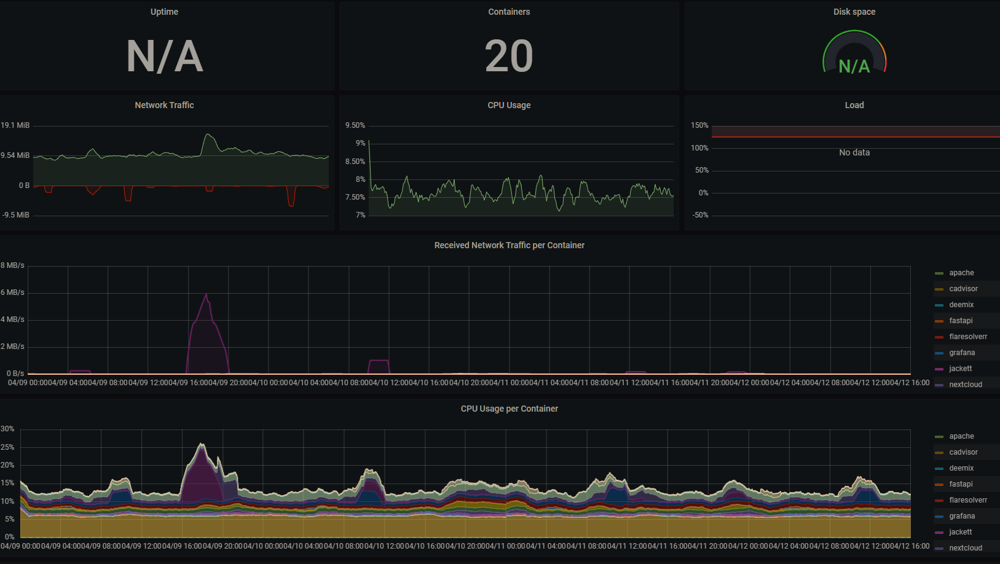 Uptime
Containers
Disk space
N/A
20
N/A
Network Traffic
CPU Usage
Load
19.1 MiB
9.54 MiB
0 B
-9.5 MiB
9.50%
9%
8.50%
8%
7.50%
7%
150%
100%
50%
0%
-50%
No data
Received Network Traffic per Container
8 MB/s
6 MB/s
4 MB/s
2 MB/s
0 B/s
04/09 00:00 04/09 04:00 04/09 08:00 04/09 12:00 04/09 16:00 04/09 20:00 04/10 00:00 04/10 04:00 04/10 08:00 04/10 12:00 04/10 16:00 04/10 20:00 04/11 00:00 04/11 04:00 04/11 08:00 04/11 12:00 04/11 16:00 04/11 20:00 04/12 00:00 04/12 04:00 04/12 08:00 04/12 12:00 04/12 16:00
apache
cadvisor
deemix
fastapi
flaresolverr
grafana
jackett
nextcloud
CPU Usage per Container
30%
25%
20%
15%
10%
5%
0%
04/09 00:00 04/09 04:00 04/09 08:00 04/09 12:00 04/09 16:00 04/09 20:00 04/10 00:00 04/10 04:00 04/10 08:00 04/10 12:00 04/10 16:00 04/10 20:00 04/11 00:00 04/11 04:00 04/11 08:00 04/11 12:00 04/11 16:00 04/11 20:00 04/12 00:00 04/12 04:00 04/12 08:00 04/12 12:00 04/12 16:00
apache
cadvisor
deemix
fastapi
flaresolverr
grafana
jackett
nextcloud